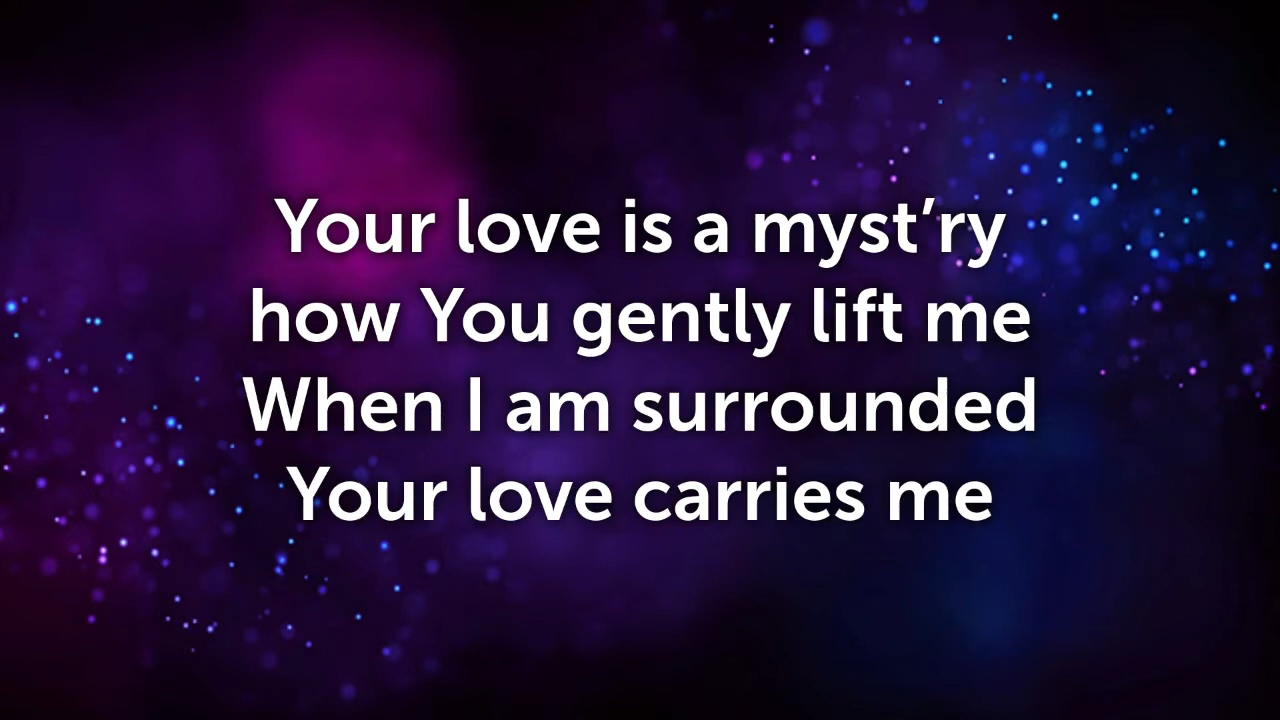 Your love is a myst’ry
how You gently lift me
When I am surrounded
Your love carries me